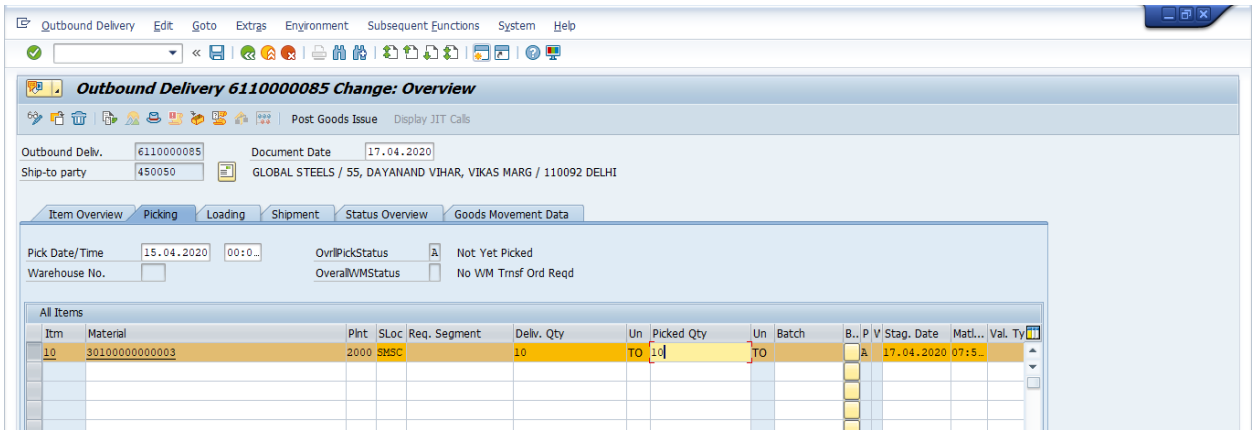 Outbound Delivery Edit Goto Extras Environment Subsequent Functions System Help
Outbound Delivery 6110000085 Change: Overview
Post Goods Issue Display JIT Calls
Outbound Deliv. 6110000085 Document Date 17.04.2020
Ship-to party 450050 GLOBAL STEELS / 55, DAYANAND VIHAR, VIKAS MARG / 110092 DELHI
Item Overview Picking Loading Shipment Status Overview Goods Movement Data
Pick Date/Time 15.04.2020 00:0… OvrllPickStatus A Not Yet Picked
Warehouse No. OverallWMStatus No WM Trnsf Ord Reqd
All Items
Itm Material Plnt SLoc Req. Segment Deliv. Qty Un Picked Qty Un Batch B.. P V Stag. Date Matl... Val. Ty
10 30100000000003 2000 SMSC 10 TO 10 TO A 17.04.2020 07:5…